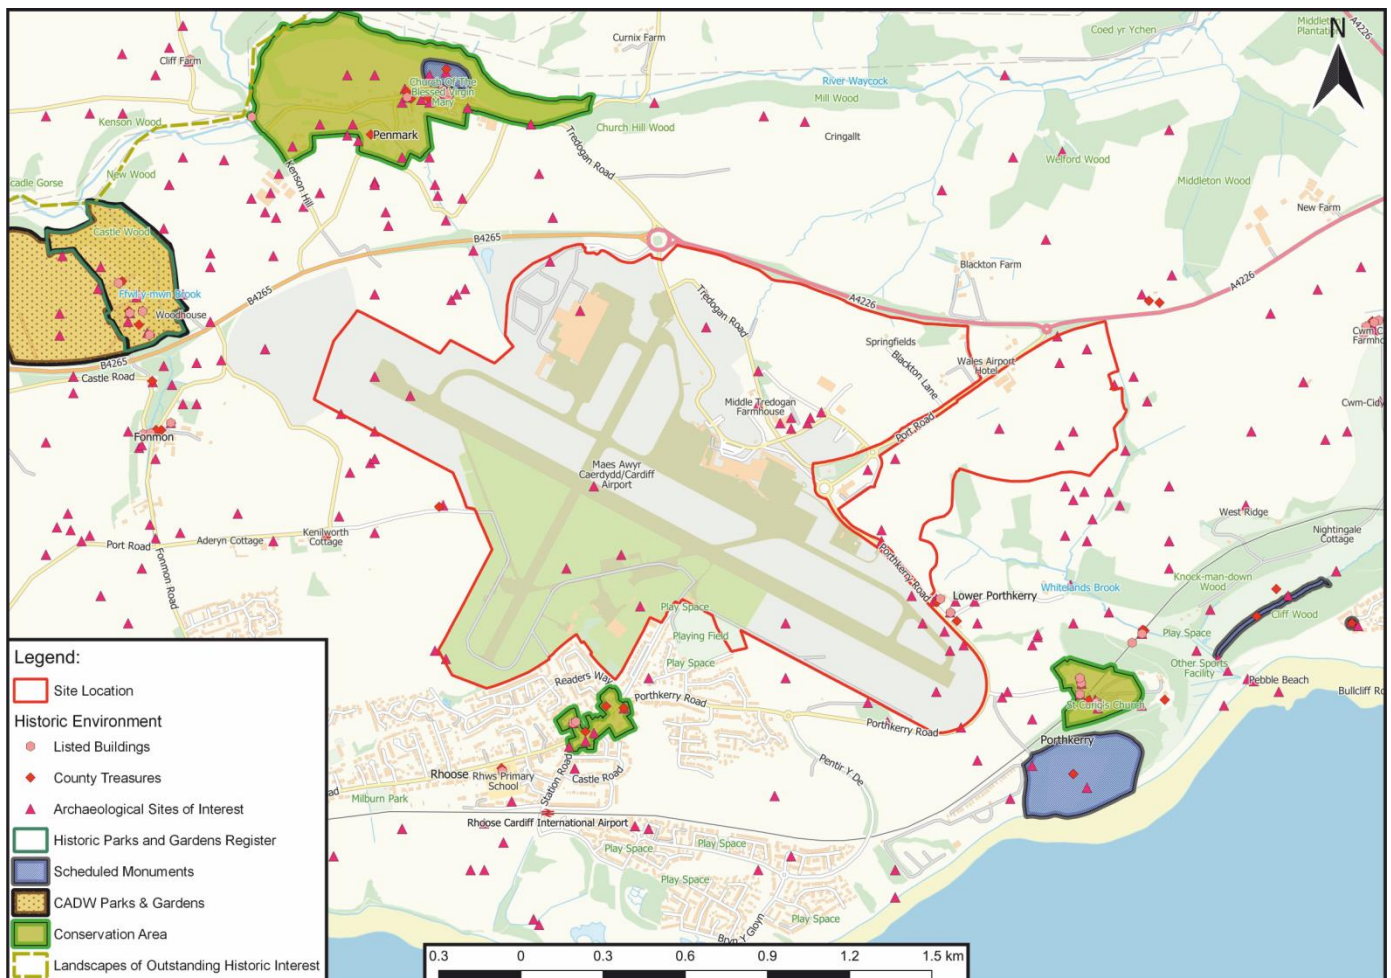 Cliff Farm
Curnix Farm
Coed yr Ychen
Middleton
Plantation
A4226
N
Church of The
Blessed Virgin
Mary
River Waycock
Mill Wood
Kenson Wood
Penmark
Church Hill Wood
Cringallt
Tredogan Road
Welford Wood
New Wood
Kenson Hill
Middleton Wood
New Farm
Castle Wood
B4265
Blackton Farm
Ffwl-y-mwn Brook
Woodhouse
B4265
Tredogan Road
A4226
A4226
Springfields
Wales Airport
Hotel
Blackton Lane
B4265
Castle Road
Middle Tredogan
Farmhouse
Fonmon
Port Road
Maes Awyr
Caerdydd/Cardiff
Airport
West Ridge
Nightingale
Cottage
Port Road
Aderyn Cottage
Kenilworth
Cottage
Fonmon Road
Porthkerry Road
Knock-man-down
Wood
Whitelands Brook
Lower Porthkerry
Cliff Wood
Play Space
Playing Field
Play Space
Play Space
Other Sports
Facility
Pebble Beach
Readers Way
Porthkerry Road
Porthkerry Road
St Curig's Church
Porthkerry
Pentir Y De
Rhoose
Rhws Primary
School
Castle Road
Station Road
Milburn Park
Rhoose Cardiff International Airport
Play Space
Play Space
Play Space
Play Space
Bryn Y Gloyn
Legend:
Site Location
Historic Environment
Listed Buildings
County Treasures
Archaeological Sites of Interest
Historic Parks and Gardens Register
Scheduled Monuments
CADW Parks & Gardens
Conservation Area
Landscapes of Outstanding Historic Interest
0.3 0 0.3 0.6 0.9 1.2 1.5 km